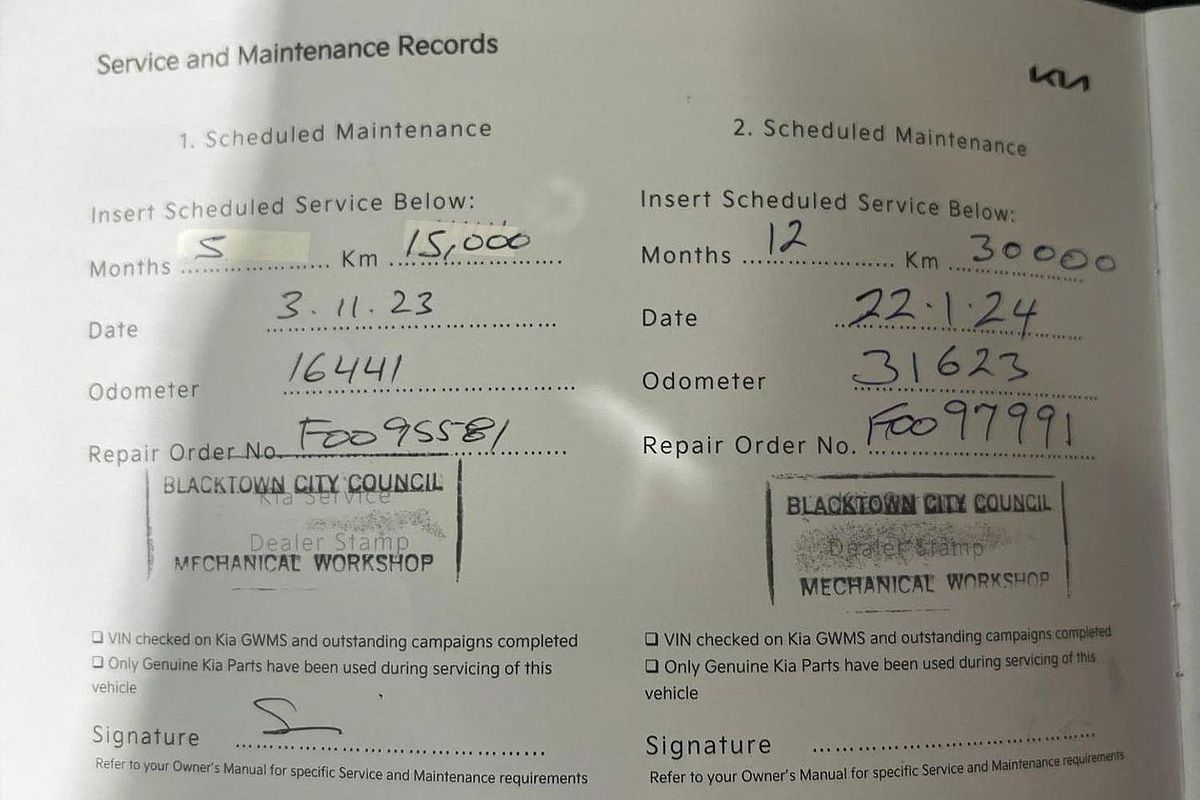 Service and Maintenance Records
KIA
1. Scheduled Maintenance
Insert Scheduled Service Below:
Months 5 Km 15,000
Date 3.11.23
Odometer 16441
Repair Order No. F0095581
BLACKTOWN CITY COUNCIL
Kia Service
Dealer Stamp
MECHANICAL WORKSHOP
❑ VIN checked on Kia GWMS and outstanding campaigns completed
❑ Only Genuine Kia Parts have been used during servicing of this
vehicle
Signature
Refer to your Owner's Manual for specific Service and Maintenance requirements
2. Scheduled Maintenance
Insert Scheduled Service Below:
Months 12 Km 30000
Date 22.1.24
Odometer 31623
Repair Order No. F0097991
BLACKTOWN CITY COUNCIL
Dealer Stamp
MECHANICAL WORKSHOP
❑ VIN checked on Kia GWMS and outstanding campaigns completed
❑ Only Genuine Kia Parts have been used during servicing of this
vehicle
Signature
Refer to your Owner's Manual for specific Service and Maintenance requirements